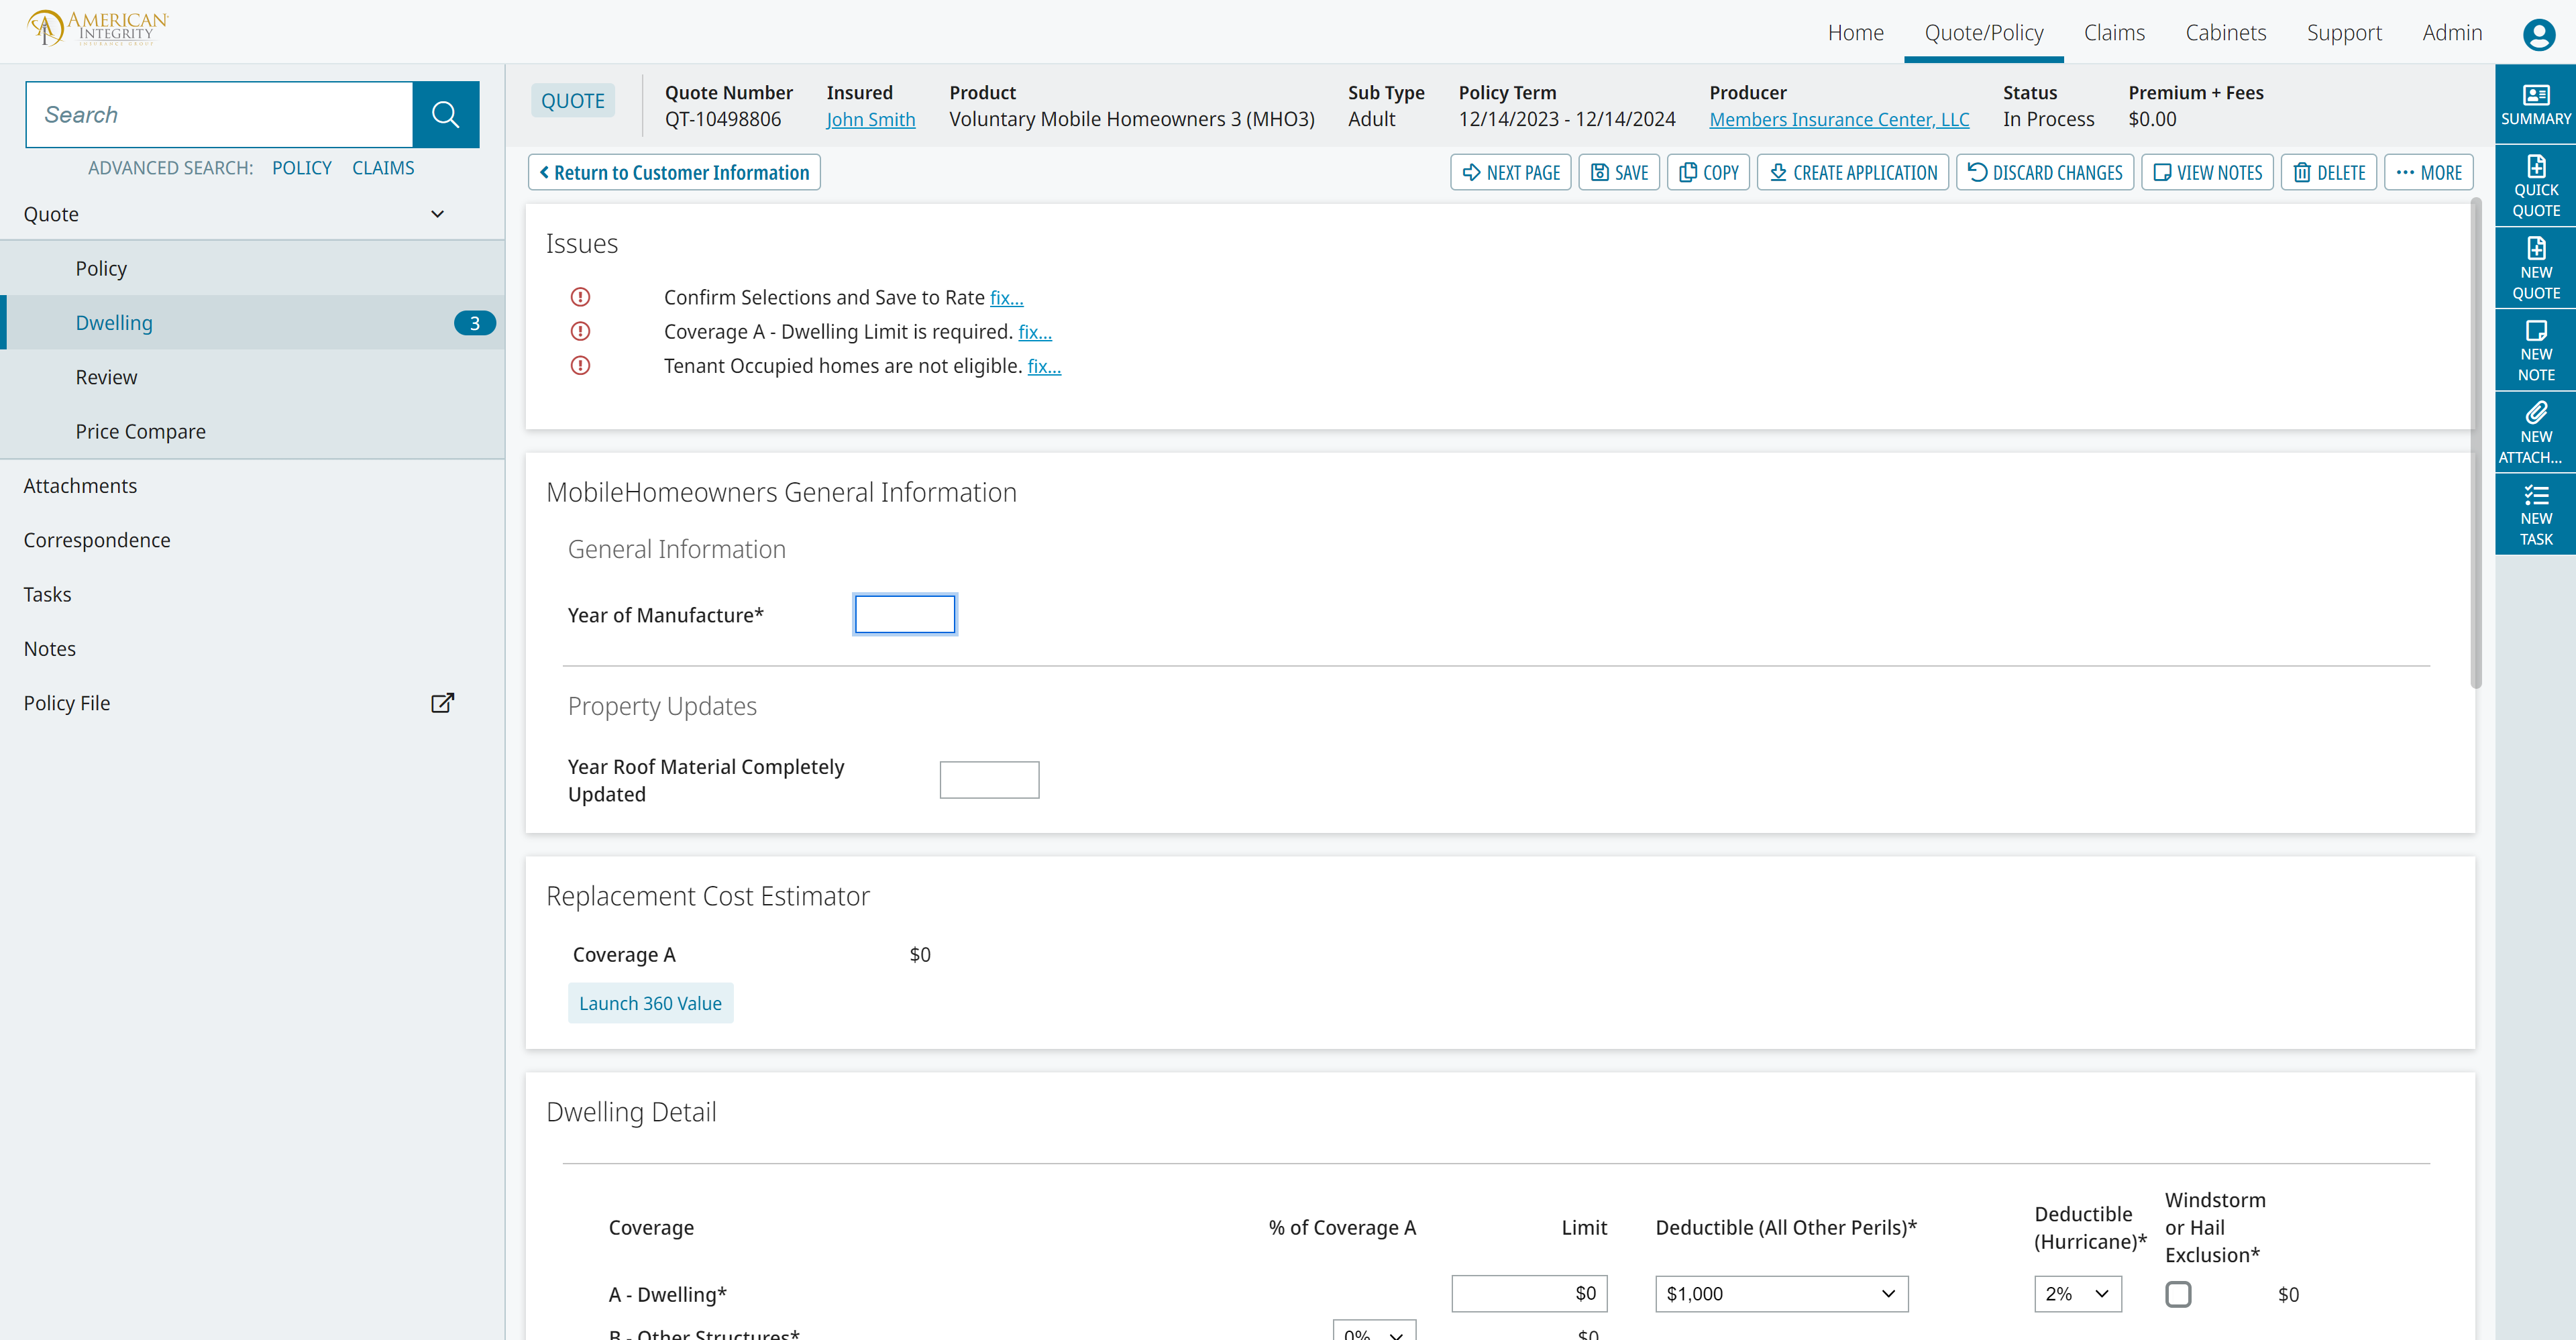 AMERICAN
INTEGRITY
INSURANCE GROUP
Home
Quote/Policy
Claims
Cabinets
Support
Admin
Search
ADVANCED SEARCH: POLICY CLAIMS
Quote
Policy
Dwelling 3
Review
Price Compare
Attachments
Correspondence
Tasks
Notes
Policy File
QUOTE
Quote Number
QT-10498806
Insured
John Smith
Product
Voluntary Mobile Homeowners 3 (MHO3)
Sub Type
Adult
Policy Term
12/14/2023 - 12/14/2024
Producer
Members Insurance Center, LLC
Status
In Process
Premium + Fees
$0.00
Return to Customer Information
NEXT PAGE
SAVE
COPY
CREATE APPLICATION
DISCARD CHANGES
VIEW NOTES
DELETE
MORE
Issues
Confirm Selections and Save to Rate fix...
Coverage A - Dwelling Limit is required. fix...
Tenant Occupied homes are not eligible. fix...
MobileHomeowners General Information
General Information
Year of Manufacture*
Property Updates
Year Roof Material Completely
Updated
Replacement Cost Estimator
Coverage A $0
Launch 360 Value
Dwelling Detail
Coverage
% of Coverage A
Limit
Deductible (All Other Perils)*
Deductible
(Hurricane)*
Windstorm
or Hail
Exclusion*
A - Dwelling* $0 $1,000 2% $0
B - Other Structures* 0% $0
SUMMARY
QUICK
QUOTE
NEW
QUOTE
NEW
NOTE
NEW
ATTACH...
NEW
TASK